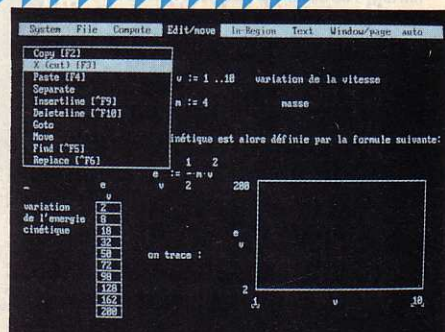 System File Compute Edit/move In-Region Text Window/page auto
Copy [F2]
X (cut) [F3]
Paste [F4]
Separate
Insertline [^F9]
Deleteline [^F10]
Goto
Move
Find [^F5]
Replace [^F6]
v := 1 ..10 variation de la vitesse
m := 4 masse
inétique est alors définie par la formule suivante:
1 2
e := - m·v
v 2
e
v
variation
de l'energie
cinétique
2
8
18
32
50
72
98
128
162
200
on trace :
200
e
v
2
1 v 10